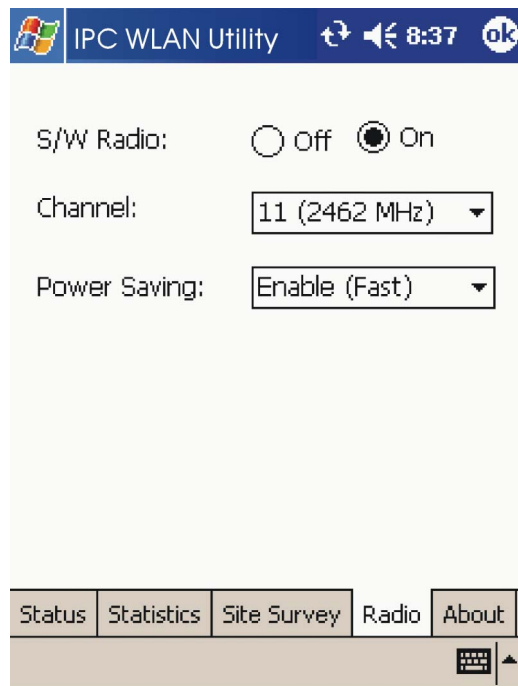 IPC WLAN Utility 8:37 ok
S/W Radio: Off On
Channel: 11 (2462 MHz)
Power Saving: Enable (Fast)
Status Statistics Site Survey Radio About